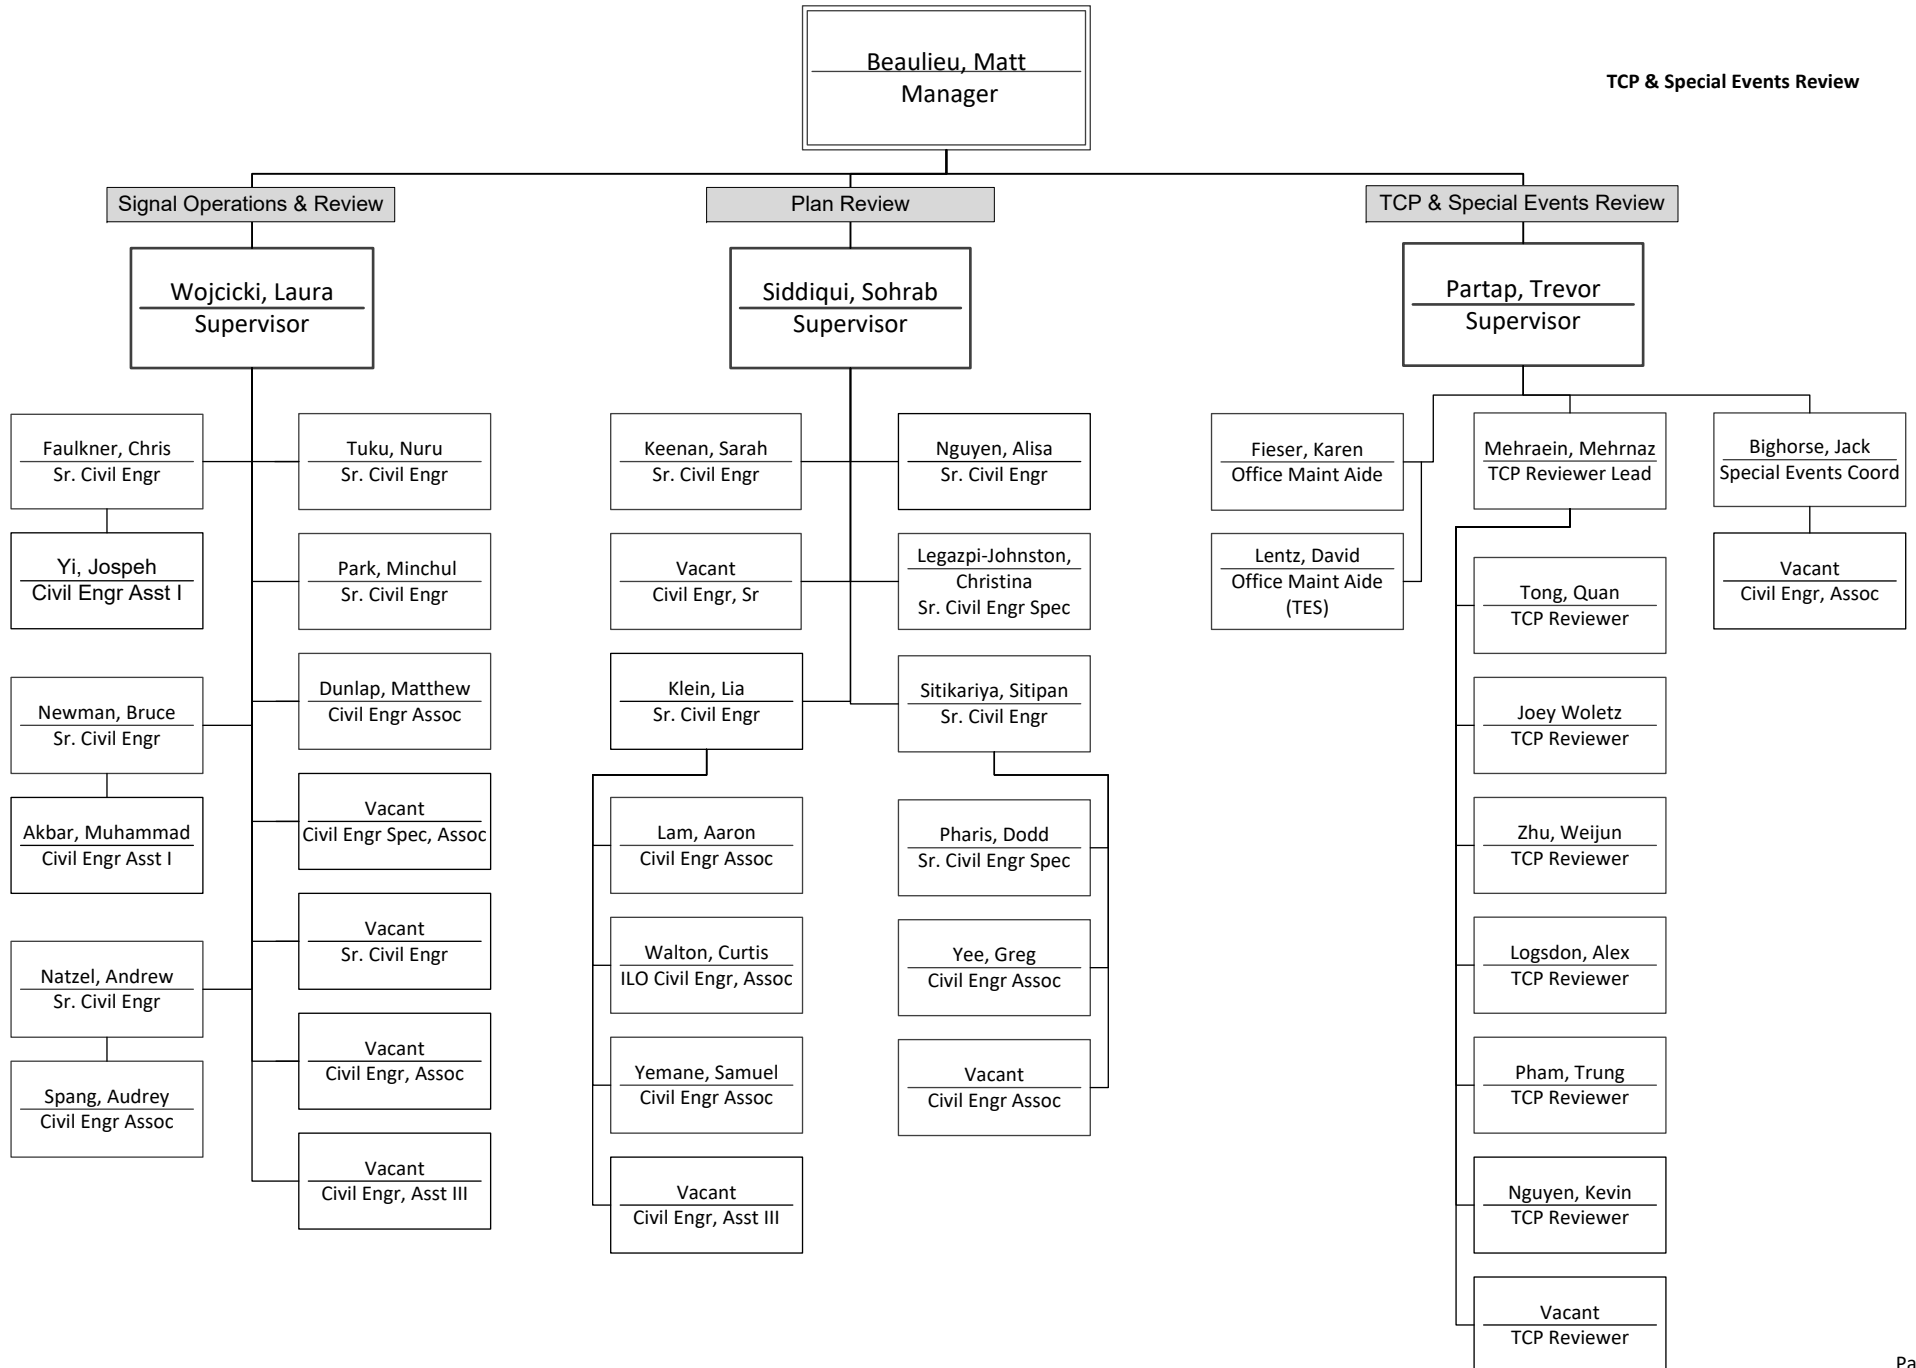 Beaulieu, Matt
Manager
TCP & Special Events Review
Signal Operations & Review
Plan Review
TCP & Special Events Review
Wojcicki, Laura
Supervisor
Siddiqui, Sohrab
Supervisor
Partap, Trevor
Supervisor
Faulkner, Chris
Sr. Civil Engr
Yi, Jospeh
Civil Engr Asst I
Newman, Bruce
Sr. Civil Engr
Akbar, Muhammad
Civil Engr Asst I
Natzel, Andrew
Sr. Civil Engr
Spang, Audrey
Civil Engr Assoc
Tuku, Nuru
Sr. Civil Engr
Park, Minchul
Sr. Civil Engr
Dunlap, Matthew
Civil Engr Assoc
Vacant
Civil Engr Spec, Assoc
Vacant
Sr. Civil Engr
Vacant
Civil Engr, Assoc
Vacant
Civil Engr, Asst III
Keenan, Sarah
Sr. Civil Engr
Vacant
Civil Engr, Sr
Klein, Lia
Sr. Civil Engr
Lam, Aaron
Civil Engr Assoc
Walton, Curtis
ILO Civil Engr, Assoc
Yemane, Samuel
Civil Engr Assoc
Vacant
Civil Engr, Asst III
Nguyen, Alisa
Sr. Civil Engr
Legazpi-Johnston,
Christina
Sr. Civil Engr Spec
Sitikariya, Sitipan
Sr. Civil Engr
Pharis, Dodd
Sr. Civil Engr Spec
Yee, Greg
Civil Engr Assoc
Vacant
Civil Engr Assoc
Fieser, Karen
Office Maint Aide
Lentz, David
Office Maint Aide
(TES)
Mehraein, Mehrnaz
TCP Reviewer Lead
Tong, Quan
TCP Reviewer
Joey Woletz
TCP Reviewer
Zhu, Weijun
TCP Reviewer
Logsdon, Alex
TCP Reviewer
Pham, Trung
TCP Reviewer
Nguyen, Kevin
TCP Reviewer
Vacant
TCP Reviewer
Bighorse, Jack
Special Events Coord
Vacant
Civil Engr, Assoc
Pa